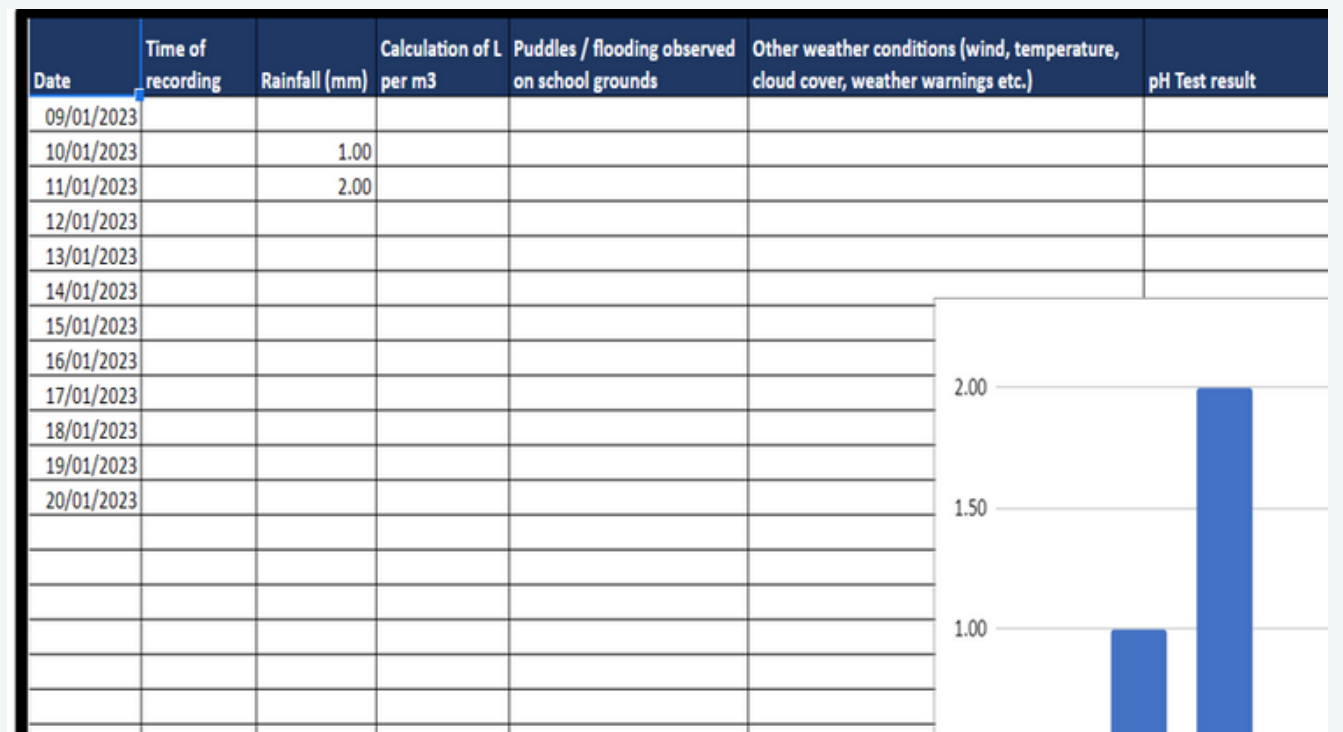 Date
Time of
recording
Rainfall (mm)
Calculation of L
per m3
Puddles / flooding observed
on school grounds
Other weather conditions (wind, temperature,
cloud cover, weather warnings etc.)
pH Test result
09/01/2023
10/01/2023 1.00
11/01/2023 2.00
12/01/2023
13/01/2023
14/01/2023
15/01/2023
16/01/2023
17/01/2023
18/01/2023
19/01/2023
20/01/2023
2.00
1.50
1.00